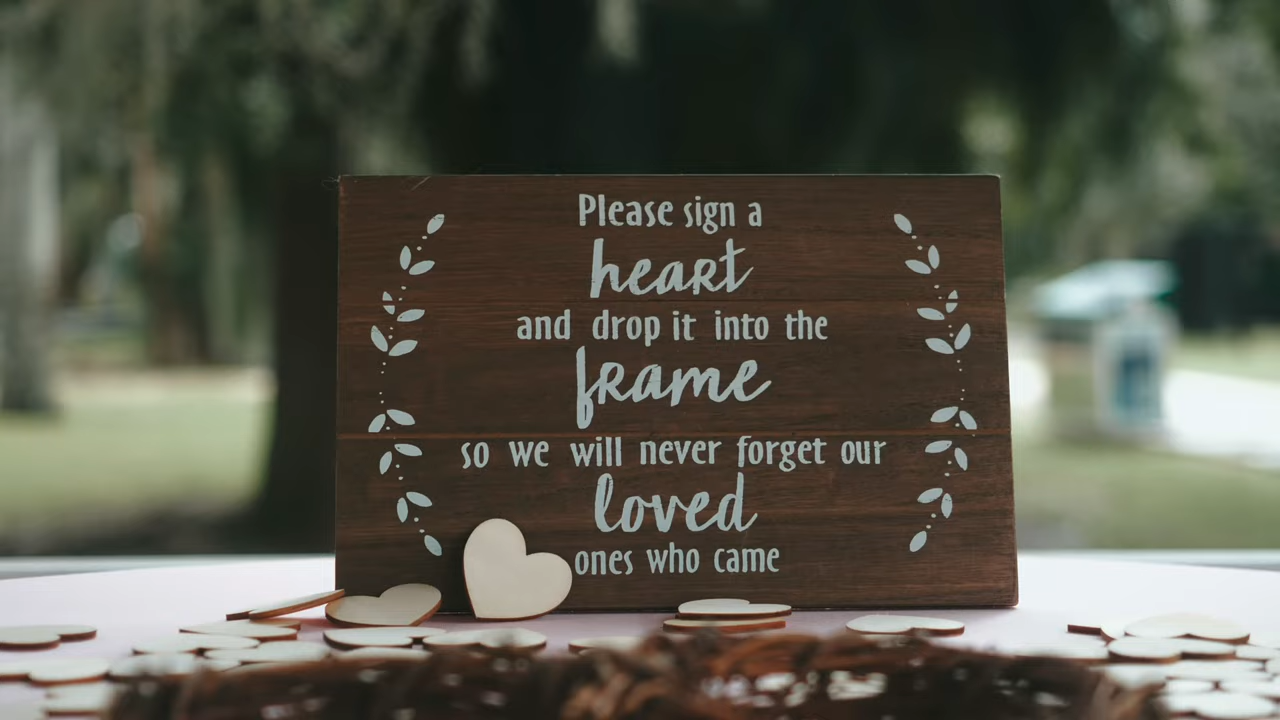 Please sign a
heart
and drop it into the
frame
so we will never forget our
loved
ones who came